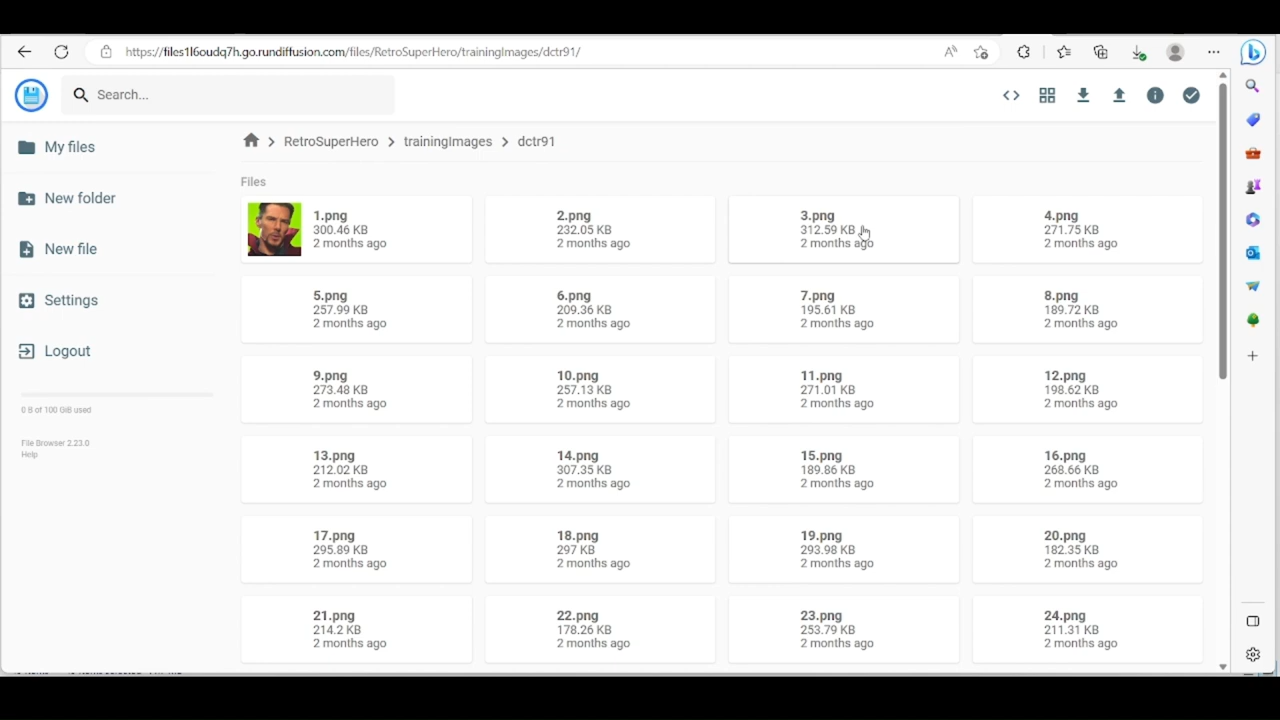 https://files1l6oudq7h.go.rundiffusion.com/files/RetroSuperHero/trainingImages/dctr91/
Search...
My files
New folder
New file
Settings
Logout
0 B of 100 GiB used
File Browser 2.23.0
Help
RetroSuperHero > trainingImages > dctr91
Files
1.png
300.46 KB
2 months ago
2.png
232.05 KB
2 months ago
3.png
312.59 KB
2 months ago
4.png
271.75 KB
2 months ago
5.png
257.99 KB
2 months ago
6.png
209.36 KB
2 months ago
7.png
195.61 KB
2 months ago
8.png
189.72 KB
2 months ago
9.png
273.48 KB
2 months ago
10.png
257.13 KB
2 months ago
11.png
271.01 KB
2 months ago
12.png
198.62 KB
2 months ago
13.png
212.02 KB
2 months ago
14.png
307.35 KB
2 months ago
15.png
189.86 KB
2 months ago
16.png
268.66 KB
2 months ago
17.png
295.89 KB
2 months ago
18.png
297 KB
2 months ago
19.png
293.98 KB
2 months ago
20.png
182.35 KB
2 months ago
21.png
214.2 KB
2 months ago
22.png
178.26 KB
2 months ago
23.png
253.79 KB
2 months ago
24.png
211.31 KB
2 months ago